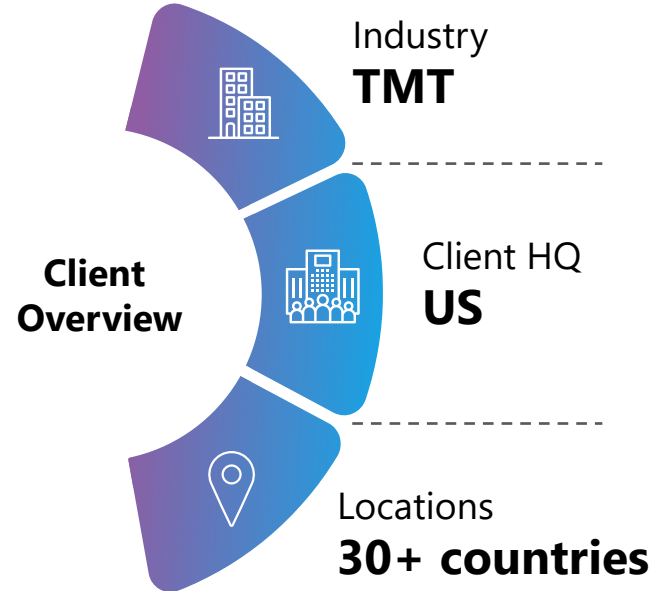 Industry
TMT
Client
Overview
Client HQ
US
Locations
30+ countries